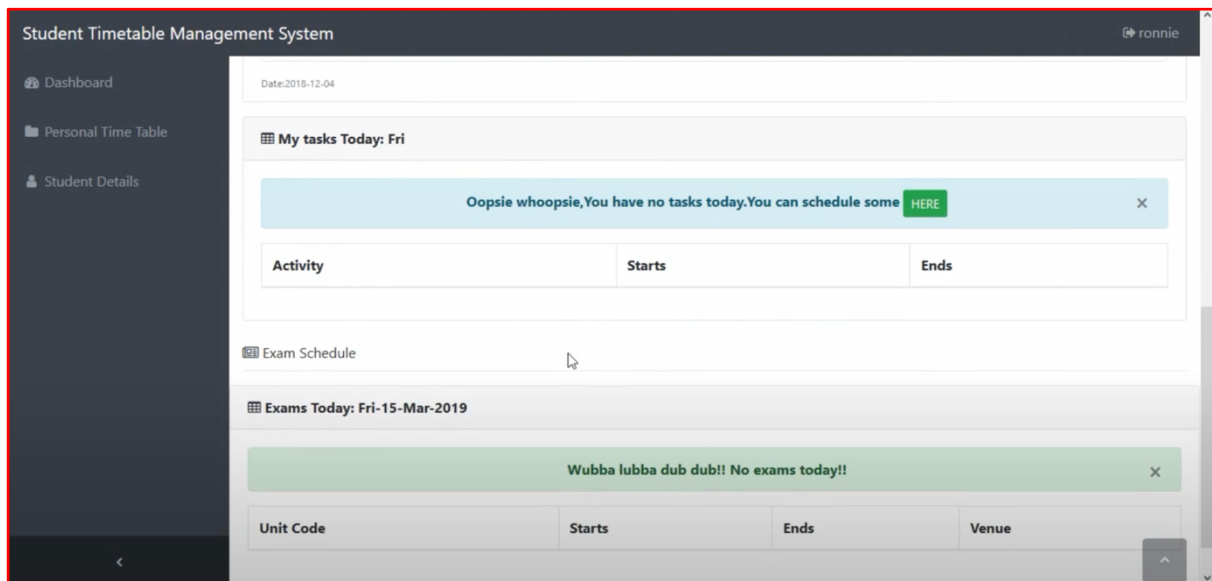 Student Timetable Management System
ronnie
Dashboard
Personal Time Table
Student Details
Date:2018-12-04
My tasks Today: Fri
Oopsie whoopsie,You have no tasks today.You can schedule some HERE ×
Activity Starts Ends
Exam Schedule
Exams Today: Fri-15-Mar-2019
Wubba lubba dub dub!! No exams today!! ×
Unit Code Starts Ends Venue